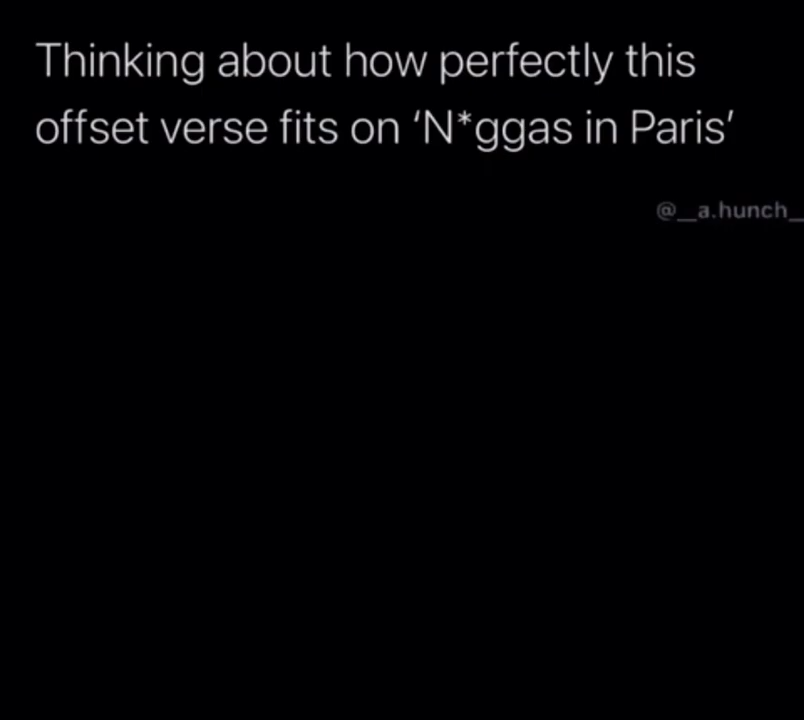 Thinking about how perfectly this
offset verse fits on ‘N*ggas in Paris’
@__a.hunch_